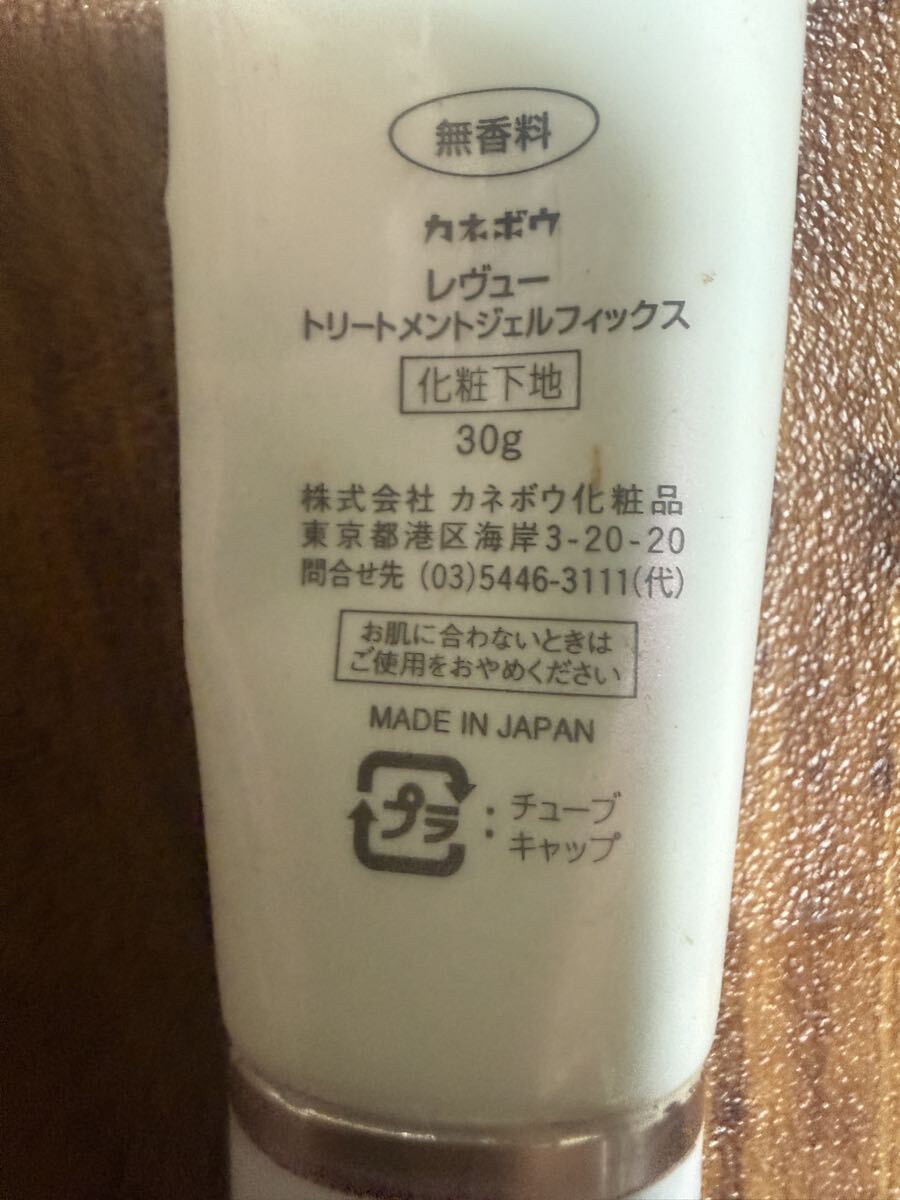 無香料
カネボウ
レヴュー
トリートメントジェルフィックス
化粧下地
30g
株式会社 カネボウ化粧品
東京都港区海岸3-20-20
問合せ先 (03)5446-3111(代)
お肌に合わないときは
ご使用をおやめください
MADE IN JAPAN
プラ : チューブ
キャップ